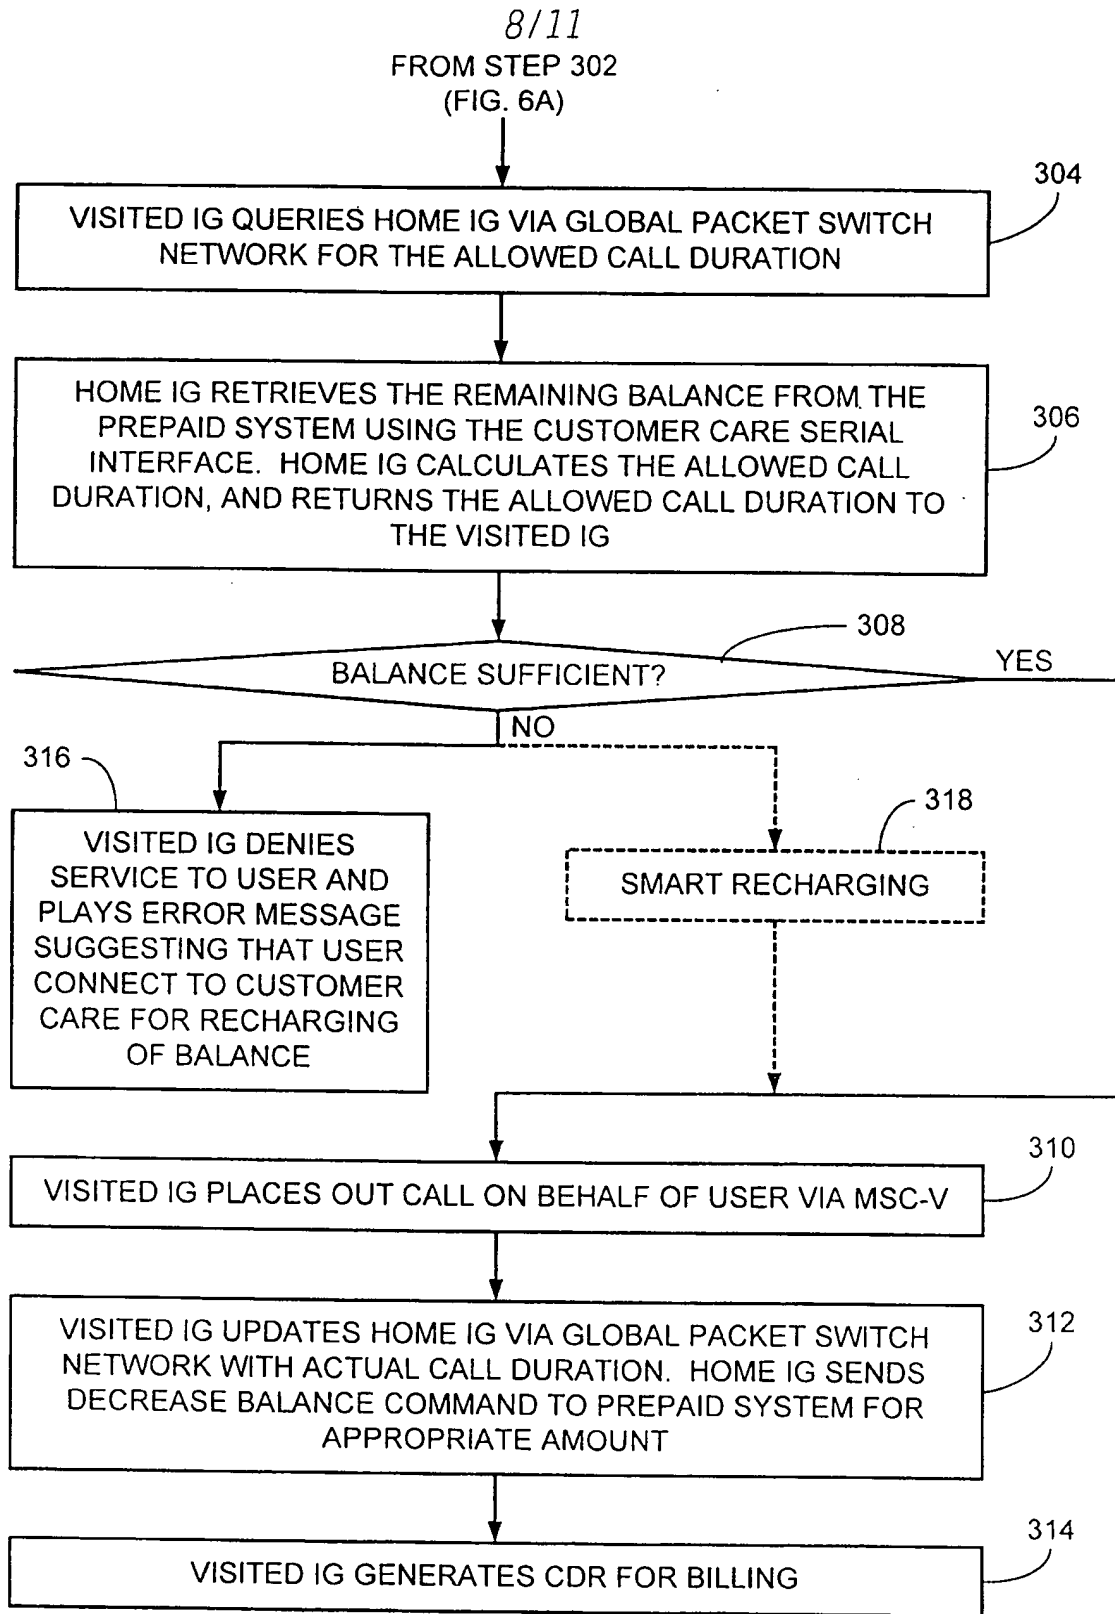 8/11
FROM STEP 302
(FIG. 6A)
304
VISITED IG QUERIES HOME IG VIA GLOBAL PACKET SWITCH
NETWORK FOR THE ALLOWED CALL DURATION
HOME IG RETRIEVES THE REMAINING BALANCE FROM THE
PREPAID SYSTEM USING THE CUSTOMER CARE SERIAL
INTERFACE. HOME IG CALCULATES THE ALLOWED CALL
DURATION, AND RETURNS THE ALLOWED CALL DURATION TO
THE VISITED IG
306
308
BALANCE SUFFICIENT?
YES
NO
316
VISITED IG DENIES
SERVICE TO USER AND
PLAYS ERROR MESSAGE
SUGGESTING THAT USER
CONNECT TO CUSTOMER
CARE FOR RECHARGING
OF BALANCE
318
SMART RECHARGING
310
VISITED IG PLACES OUT CALL ON BEHALF OF USER VIA MSC-V
312
VISITED IG UPDATES HOME IG VIA GLOBAL PACKET SWITCH
NETWORK WITH ACTUAL CALL DURATION. HOME IG SENDS
DECREASE BALANCE COMMAND TO PREPAID SYSTEM FOR
APPROPRIATE AMOUNT
314
VISITED IG GENERATES CDR FOR BILLING